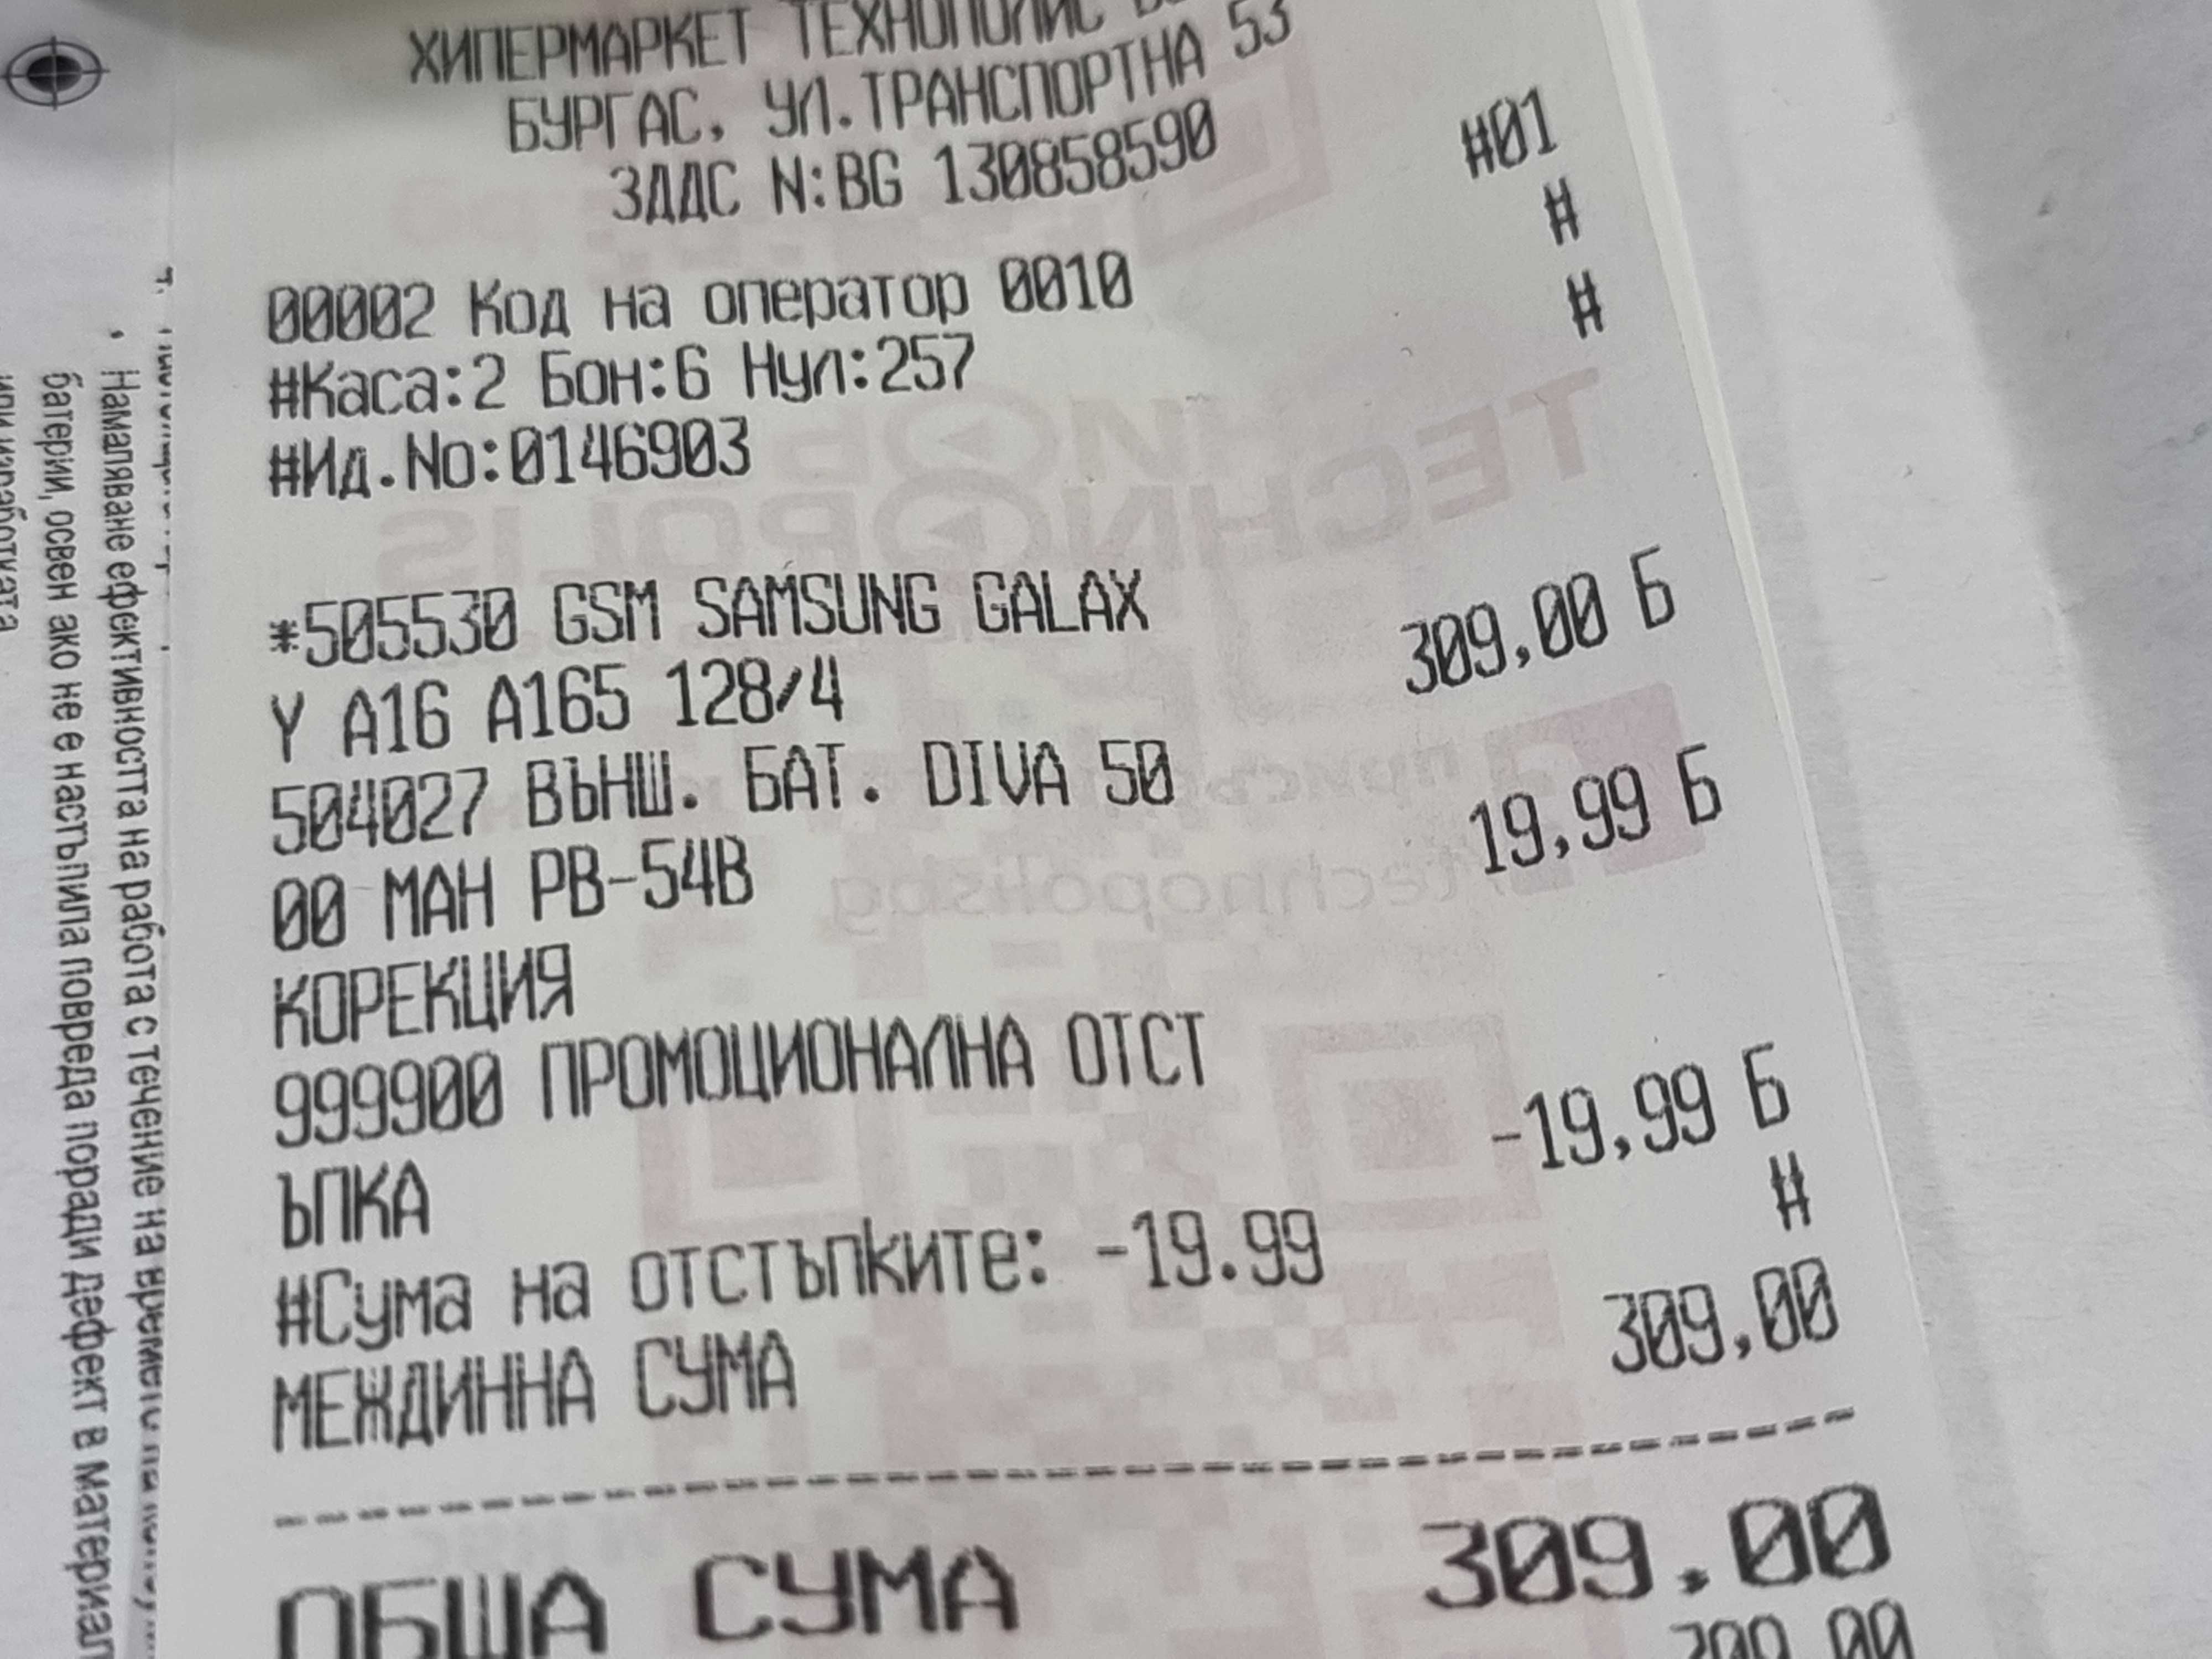 ХИПЕРМАРКЕТ ТЕХНОПОЛИС
БУРГАС, УЛ.ТРАНСПОРТНА 53
ЗДДС N:BG 130858590
00002 Код на оператор 0010 #01
#Каса:2 Бон:6 Нул:257 #
#Ид.No:0146903 #
*505530 GSM SAMSUNG GALAX
Y A16 A165 128/4 309,00 Б
504027 ВЪНШ. БАТ. DIVA 50
00 MAH PB-54B 19,99 Б
КОРЕКЦИЯ
999900 ПРОМОЦИОНАЛНА ОТСТ
ЪПКА -19,99 Б
#Сума на отстъпките: -19.99 #
МЕЖДИННА СУМА 309,00
ОБЩА СУМА 309.00
Намаляване ефективността на работа с течение на времето
батерии, освен ако не е настъпила повреда поради дефект в материал
или изработката
TECHNOPOLIS
technopolisbg